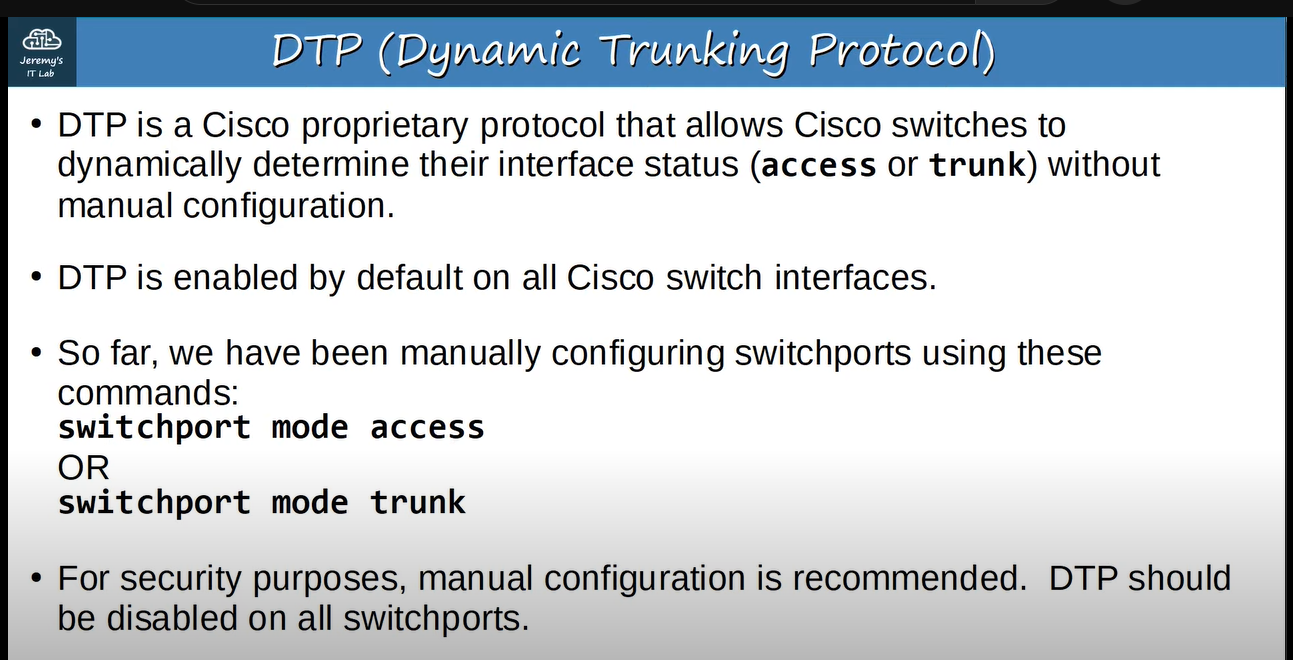 Jeremy's
IT Lab
DTP (Dynamic Trunking Protocol)
• DTP is a Cisco proprietary protocol that allows Cisco switches to
dynamically determine their interface status (access or trunk) without
manual configuration.
• DTP is enabled by default on all Cisco switch interfaces.
• So far, we have been manually configuring switchports using these
commands:
switchport mode access
OR
switchport mode trunk
• For security purposes, manual configuration is recommended.  DTP should
be disabled on all switchports.